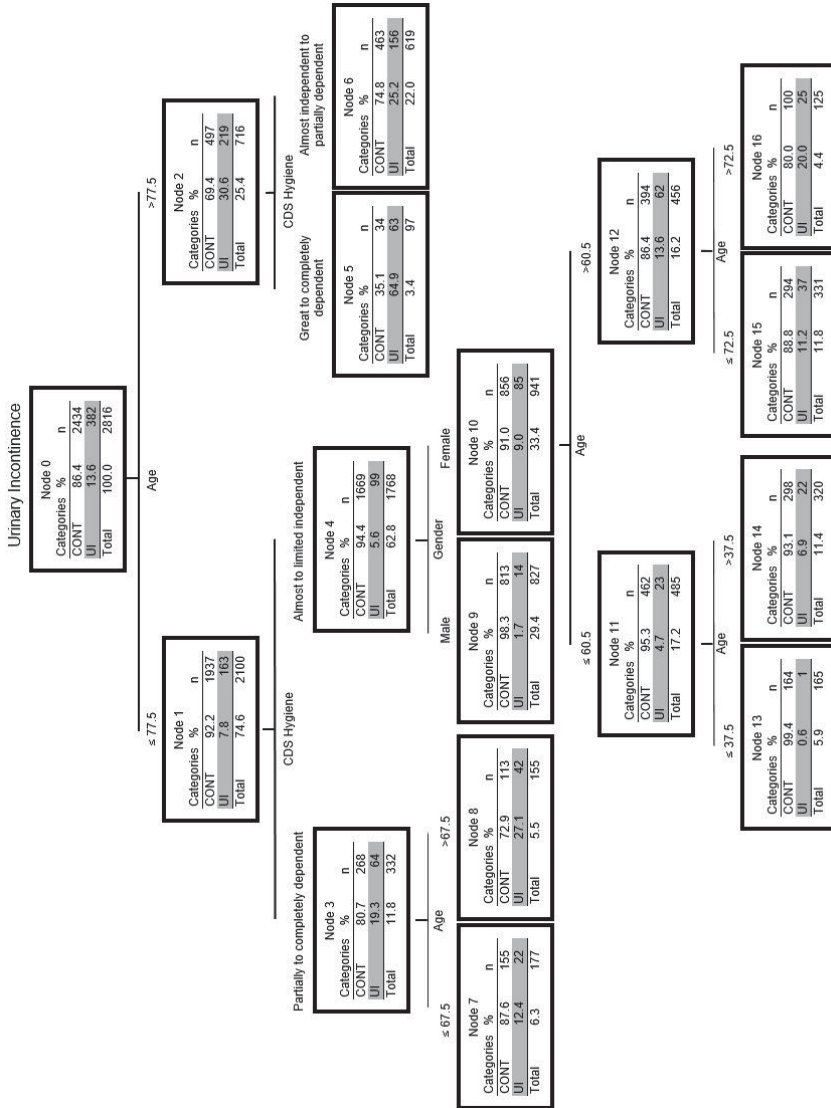 Urinary Incontinence
Node 0
Categories % n
CONT 86.4 2434
UI 13.6 382
Total 100.0 2816
Age
≤ 77.5
>77.5
Node 1
Categories % n
CONT 92.2 1937
UI 7.8 163
Total 74.6 2100
Node 2
Categories % n
CONT 69.4 497
UI 30.6 219
Total 25.4 716
CDS Hygiene
CDS Hygiene
Partially to completely dependent
Almost to limited independent
Great to completely
dependent
Almost independent to
partially dependent
Node 3
Categories % n
CONT 80.7 268
UI 19.3 64
Total 11.8 332
Node 4
Categories % n
CONT 94.4 1669
UI 5.6 99
Total 62.8 1768
Node 5
Categories % n
CONT 35.1 34
UI 64.9 63
Total 3.4 97
Node 6
Categories % n
CONT 74.8 463
UI 25.2 156
Total 22.0 619
Age
Gender
≤ 67.5
>67.5
Male
Female
Node 7
Categories % n
CONT 87.6 155
UI 12.4 22
Total 6.3 177
Node 8
Categories % n
CONT 72.9 113
UI 27.1 42
Total 5.5 155
Node 9
Categories % n
CONT 98.3 813
UI 1.7 14
Total 29.4 827
Node 10
Categories % n
CONT 91.0 856
UI 9.0 85
Total 33.4 941
Age
≤ 60.5
>60.5
Node 11
Categories % n
CONT 95.3 462
UI 4.7 23
Total 17.2 485
Node 12
Categories % n
CONT 86.4 394
UI 13.6 62
Total 16.2 456
Age
Age
≤ 37.5
>37.5
≤ 72.5
>72.5
Node 13
Categories % n
CONT 99.4 164
UI 0.6 1
Total 5.9 165
Node 14
Categories % n
CONT 93.1 298
UI 6.9 22
Total 11.4 320
Node 15
Categories % n
CONT 88.8 294
UI 11.2 37
Total 11.8 331
Node 16
Categories % n
CONT 80.0 100
UI 20.0 25
Total 4.4 125